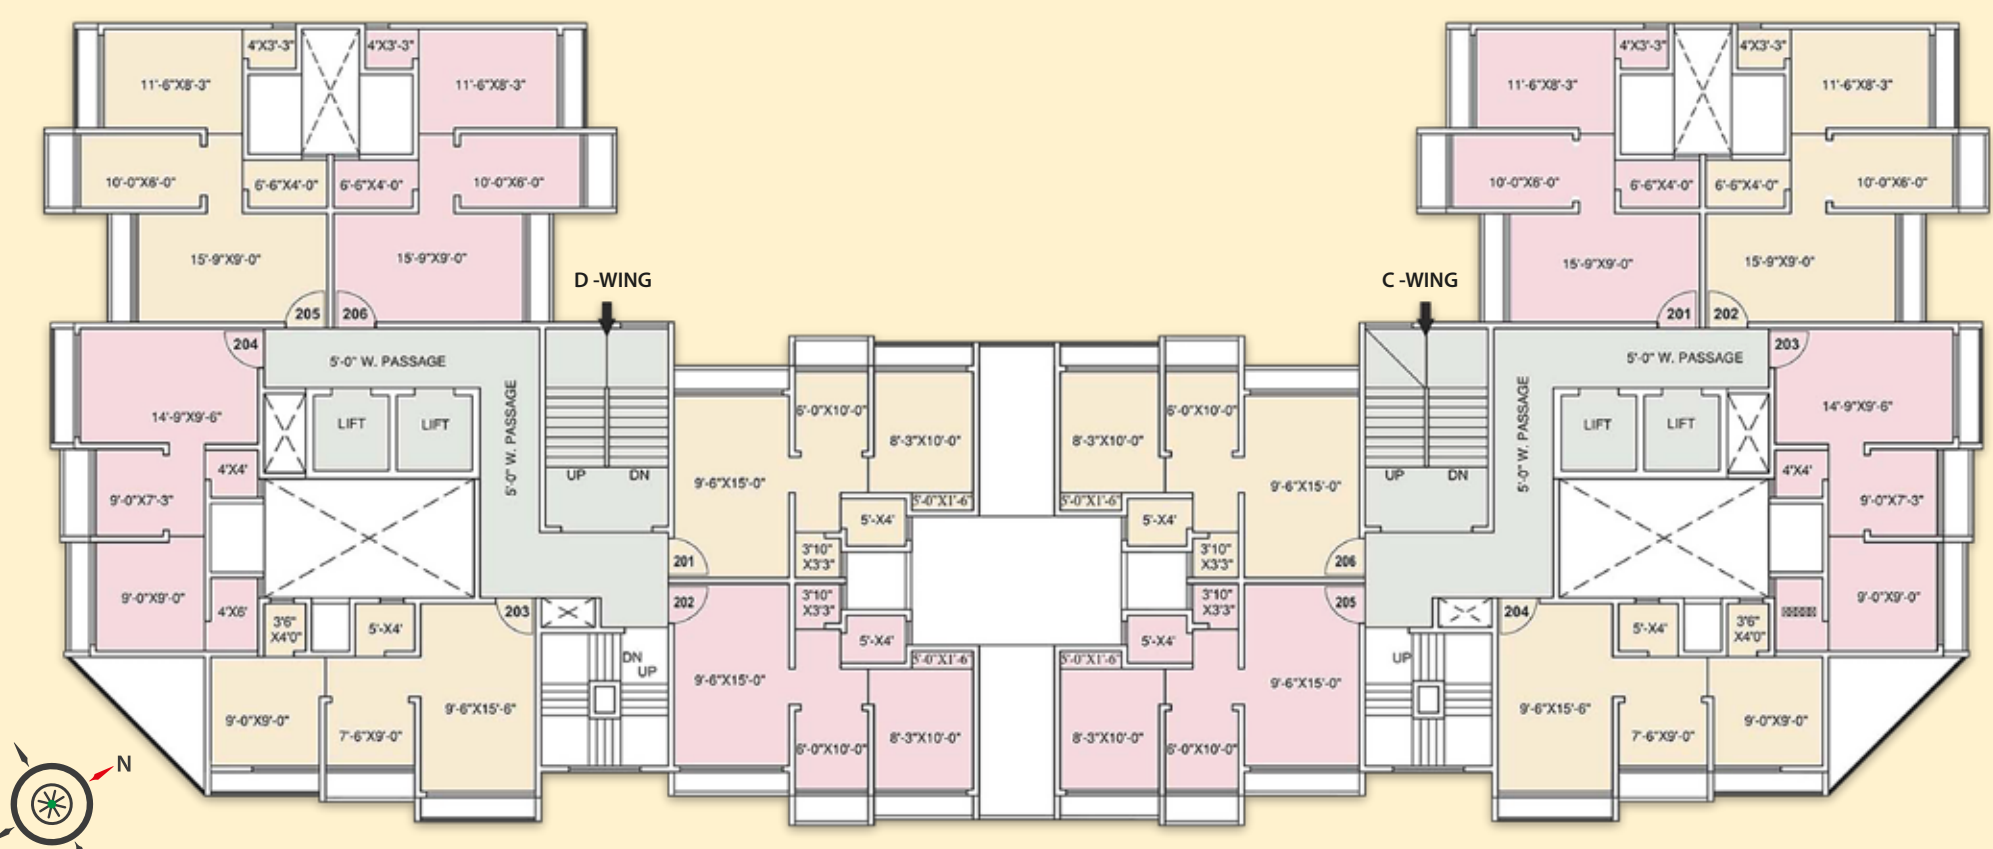 4'X3'-3"
4'X3'-3"
4'X3'-3"
4'X3'-3"
11'-6"X8'-3"
11'-6"X8'-3"
11'-6"X8'-3"
11'-6"X8'-3"
10'-0"X6'-0"
6'-6"X4'-0"
6'-6"X4'-0"
10'-0"X6'-0"
10'-0"X6'-0"
6'-6"X4'-0"
6'-6"X4'-0"
10'-0"X6'-0"
15'-9"X9'-0"
15'-9"X9'-0"
15'-9"X9'-0"
15'-9"X9'-0"
D -WING
C -WING
205
206
201
202
204
5'-0" W. PASSAGE
5'-0" W. PASSAGE
203
14'-9"X9'-6"
LIFT
LIFT
5'-0" W. PASSAGE
6'-0"X10'-0"
8'-3"X10'-0"
8'-3"X10'-0"
6'-0"X10'-0"
5'-0" W. PASSAGE
LIFT
LIFT
14'-9"X9'-6"
4'X4'
UP
DN
9'-6"X15'-0"
9'-6"X15'-0"
UP
DN
4'X4'
9'-0"X7'-3"
5'-0"X1'-6"
5'-0"X1'-6"
9'-0"X7'-3"
5'-X4'
5'-X4'
201
3'10"
X3'3"
3'10"
X3'3"
206
9'-0"X9'-0"
4'X6'
3'6"
X4'0"
5'-X4'
203
202
3'10"
X3'3"
3'10"
X3'3"
205
204
5'-X4'
3'6"
X4'0"
9'-0"X9'-0"
5'-X4'
5'-X4'
DN
UP
5'-0"X1'-6"
5'-0"X1'-6"
UP
9'-6"X15'-0"
9'-6"X15'-0"
9'-0"X9'-0"
7'-6"X9'-0"
9'-6"X15'-6"
6'-0"X10'-0"
8'-3"X10'-0"
8'-3"X10'-0"
6'-0"X10'-0"
9'-6"X15'-6"
7'-6"X9'-0"
9'-0"X9'-0"
N